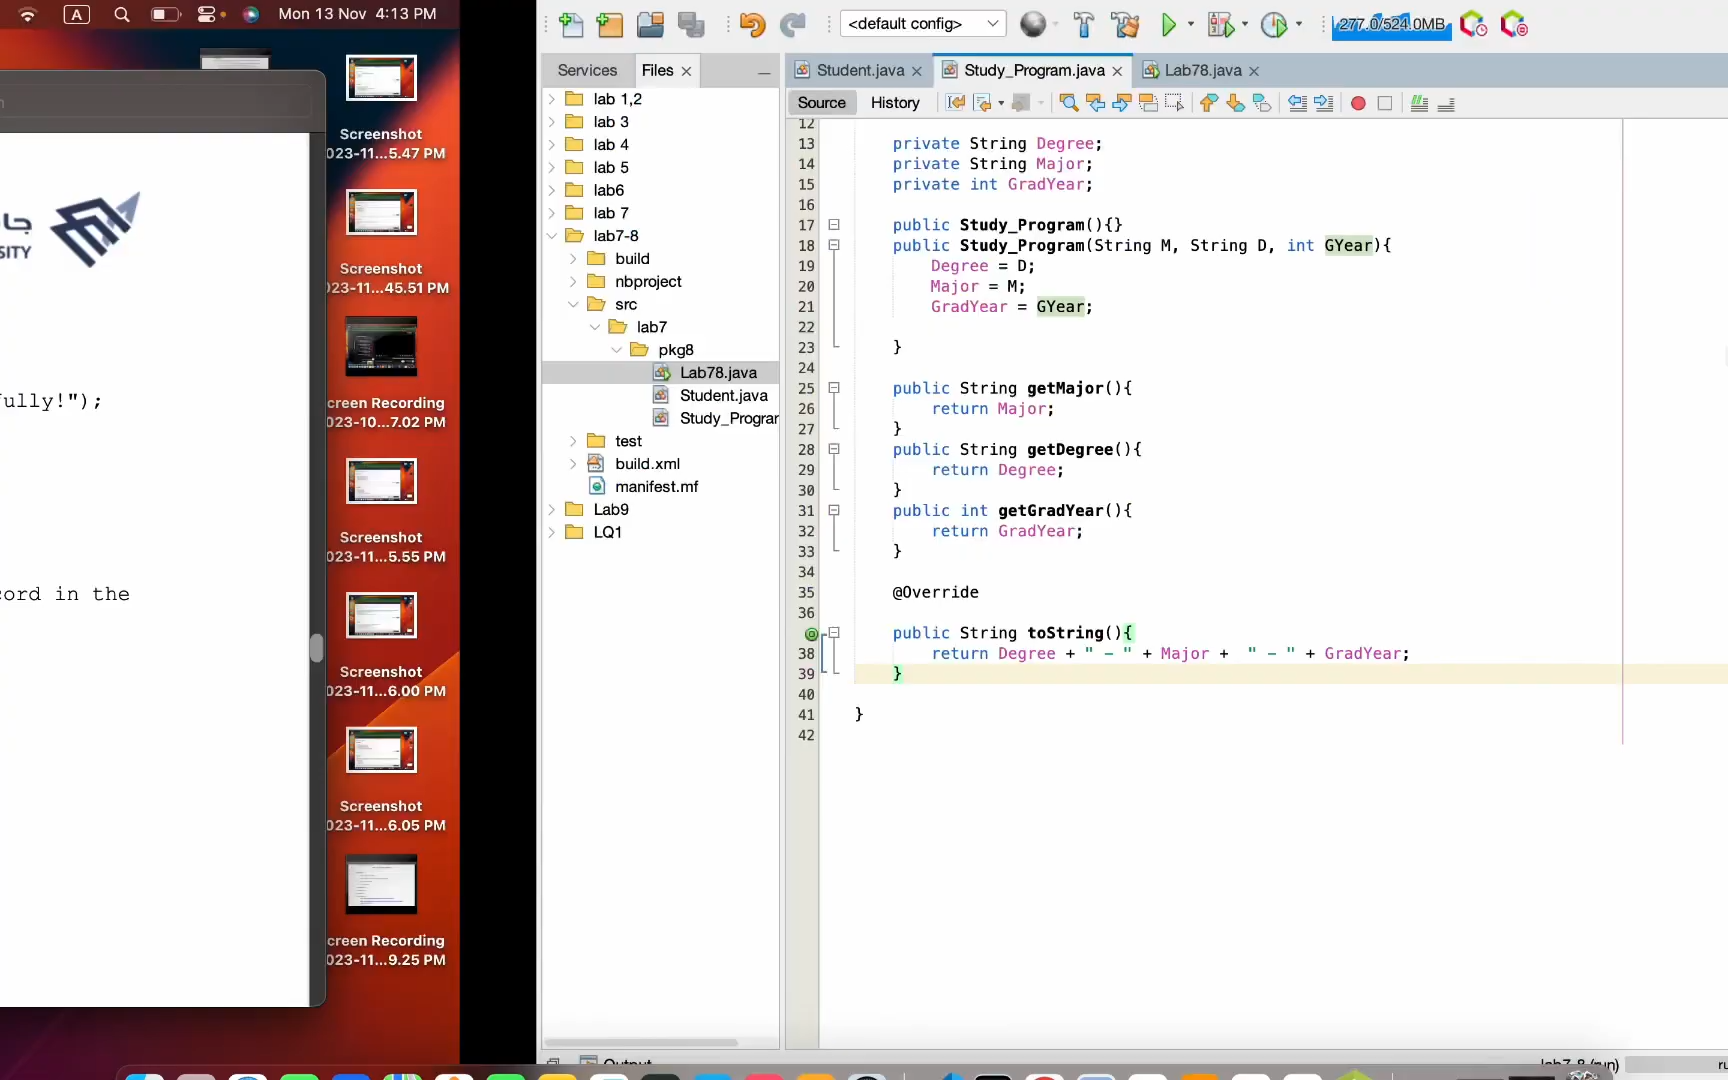 Mon 13 Nov 4:13 PM
A
جا
SITY
ully!");
ord in the
Screenshot
023-11...5.47 PM
Screenshot
023-11...45.51 PM
creen Recording
023-10...7.02 PM
Screenshot
023-11...5.55 PM
Screenshot
023-11...6.00 PM
Screenshot
023-11...6.05 PM
creen Recording
023-11...9.25 PM
<default config>
277.0/524.0MB
Services
Files
lab 1,2
lab 3
lab 4
lab 5
lab6
lab 7
lab7-8
build
nbproject
src
lab7
pkg8
Lab78.java
Student.java
Study_Prograr
test
build.xml
manifest.mf
Lab9
LQ1
Student.java
Study_Program.java
Lab78.java
Source
History
12
13 private String Degree;
14 private String Major;
15 private int GradYear;
16
17 public Study_Program(){}
18 public Study_Program(String M, String D, int GYear){
19 Degree = D;
20 Major = M;
21 GradYear = GYear;
22
23 }
24
25 public String getMajor(){
26 return Major;
27 }
28 public String getDegree(){
29 return Degree;
30 }
31 public int getGradYear(){
32 return GradYear;
33 }
34
35 @Override
36
public String toString(){
38 return Degree + " - " + Major + " - " + GradYear;
39 }
40
41 }
42
Output
lab7-8 (run)